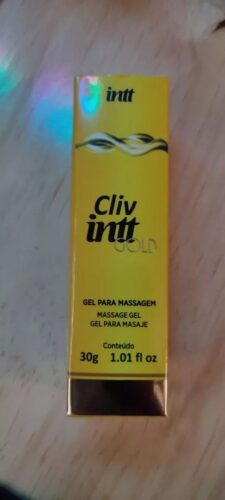 intt
Cliv
intt
GOLD
GEL PARA MASSAGEM
MASSAGE GEL
GEL PARA MASAJE
Conteúdo
30g 1.01 fl oz